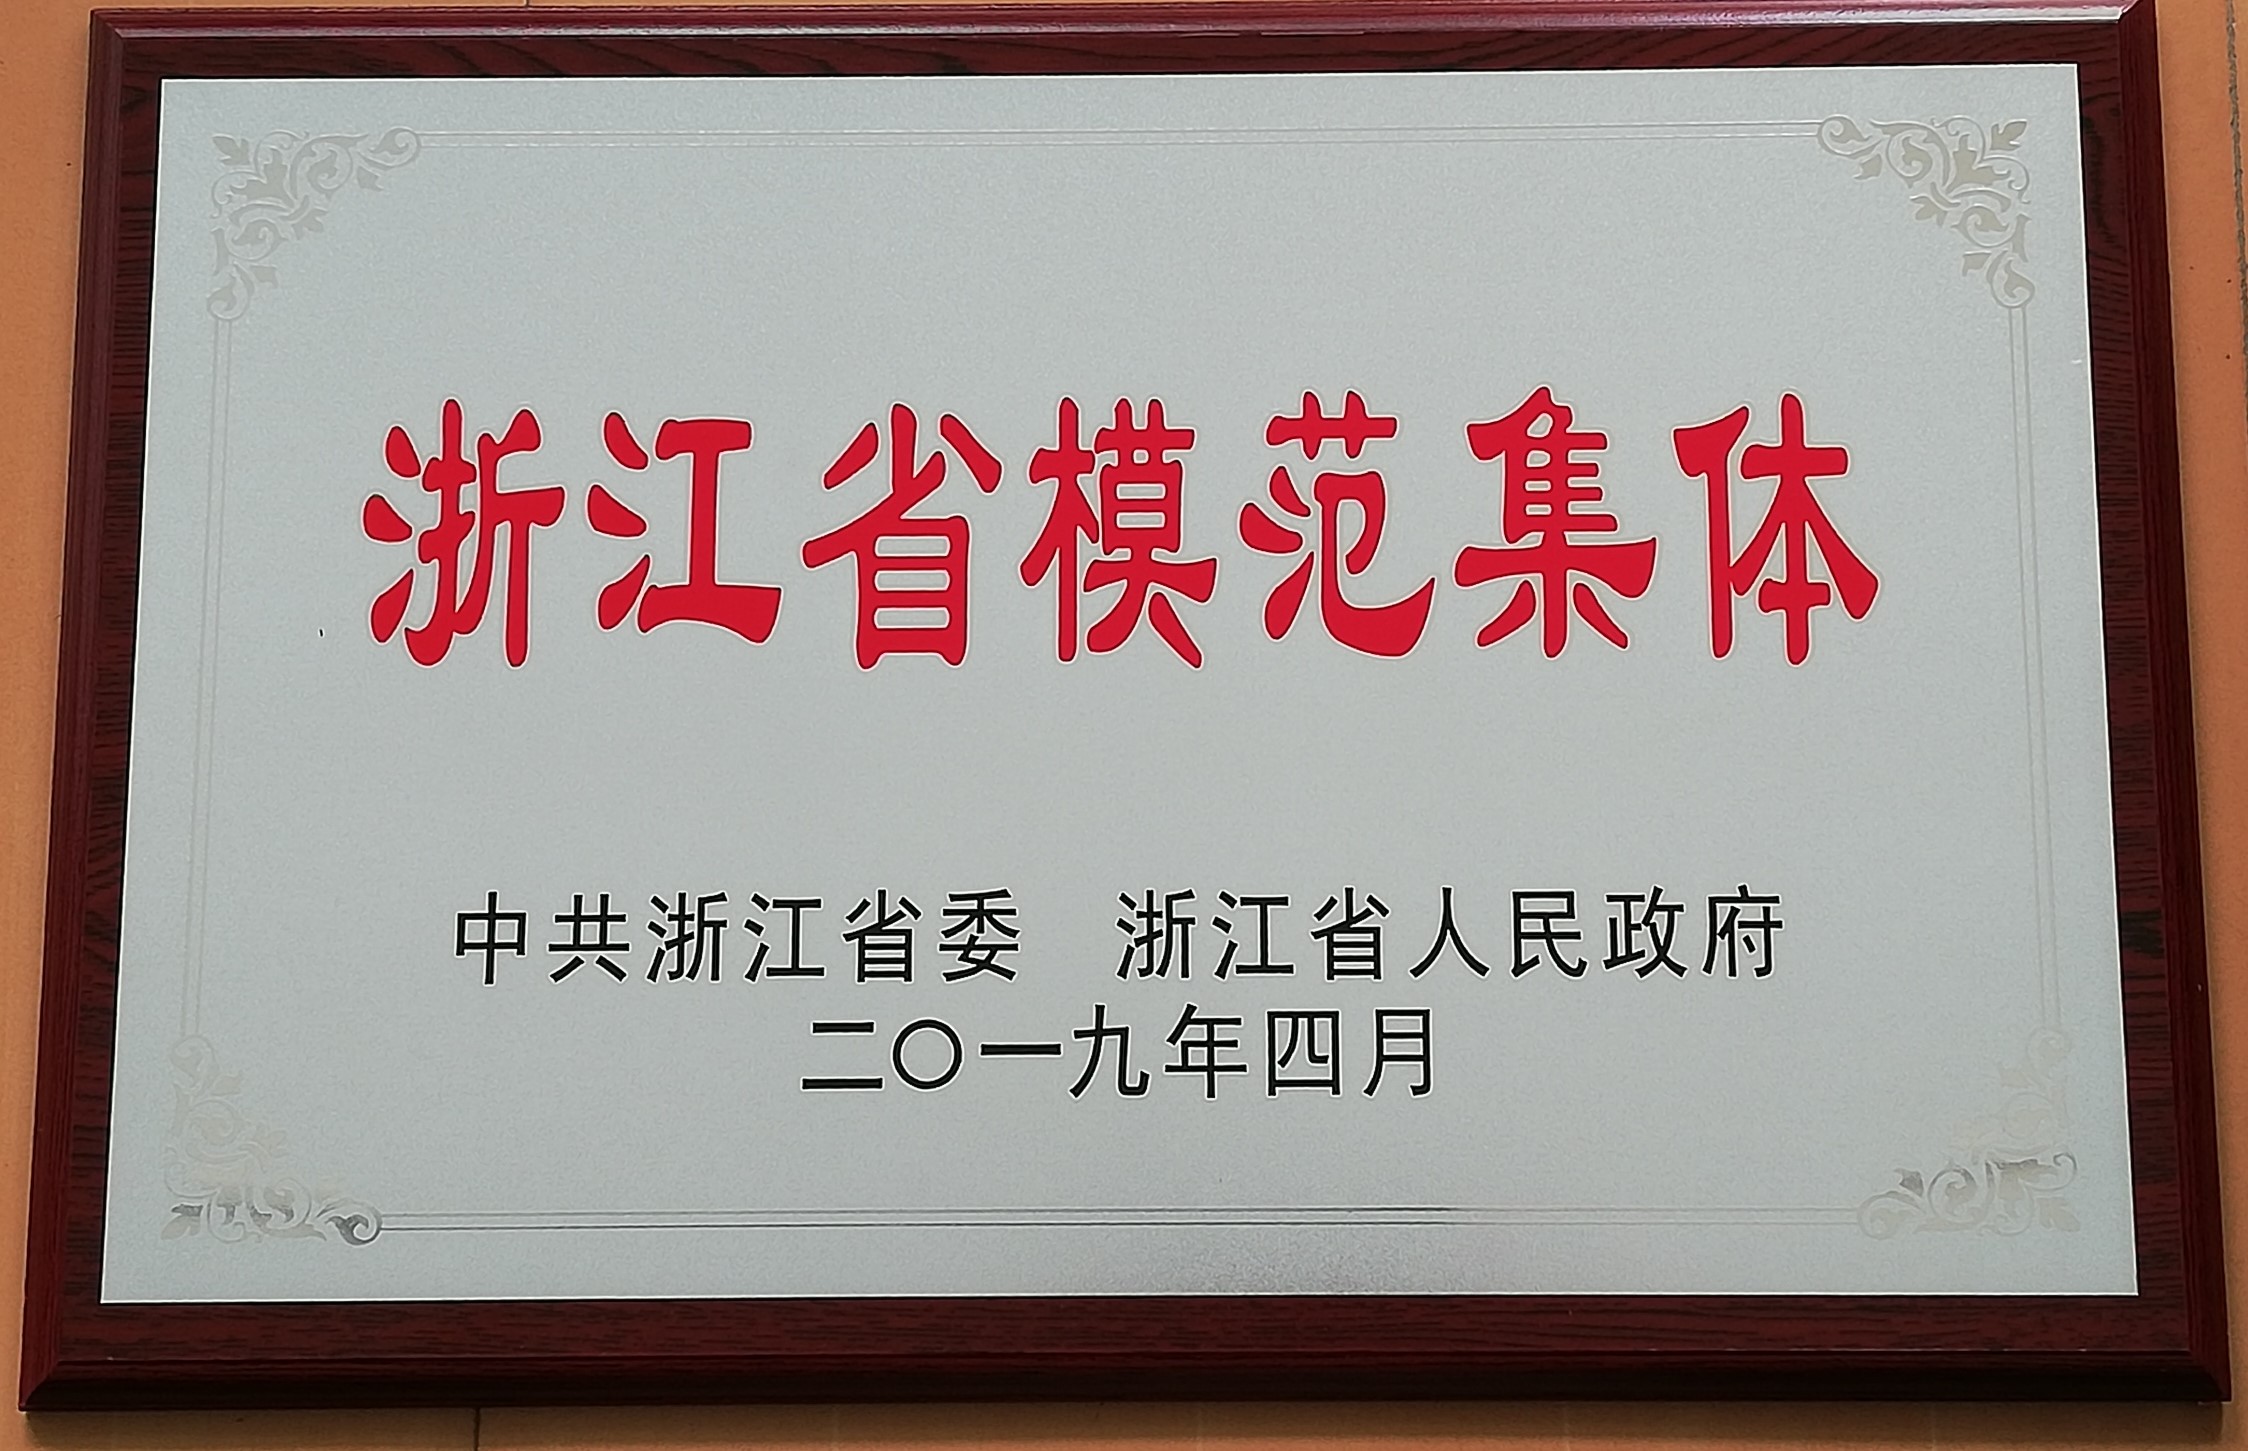 浙江省模范集体
中共浙江省委　浙江省人民政府
二〇一九年四月